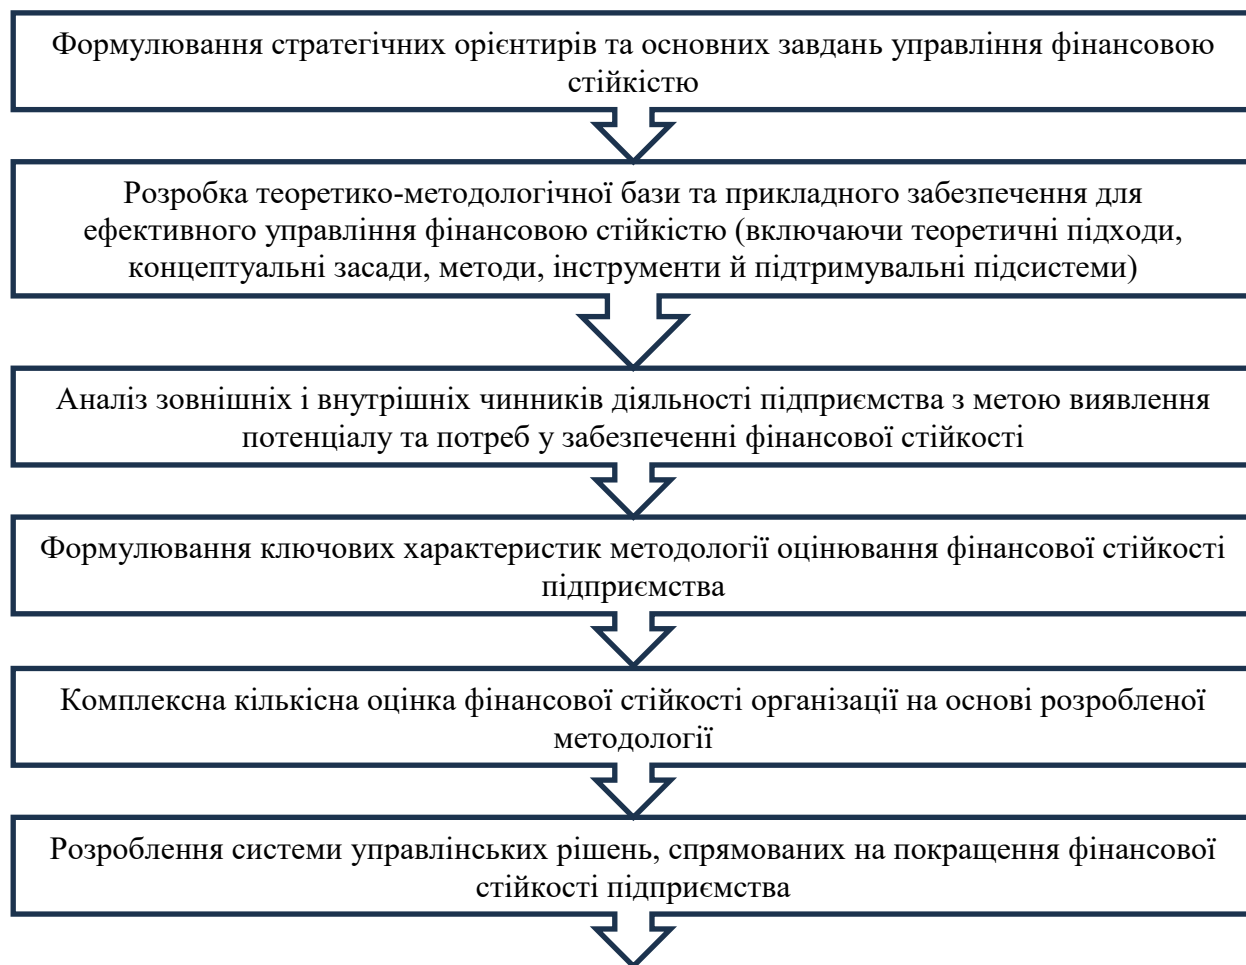 Формулювання стратегічних орієнтирів та основних завдань управління фінансовою
стійкістю
Розробка теоретико-методологічної бази та прикладного забезпечення для
ефективного управління фінансовою стійкістю (включаючи теоретичні підходи,
концептуальні засади, методи, інструменти й підтримувальні підсистеми)
Аналіз зовнішніх і внутрішніх чинників діяльності підприємства з метою виявлення
потенціалу та потреб у забезпеченні фінансової стійкості
Формулювання ключових характеристик методології оцінювання фінансової стійкості
підприємства
Комплексна кількісна оцінка фінансової стійкості організації на основі розробленої
методології
Розроблення системи управлінських рішень, спрямованих на покращення фінансової
стійкості підприємства